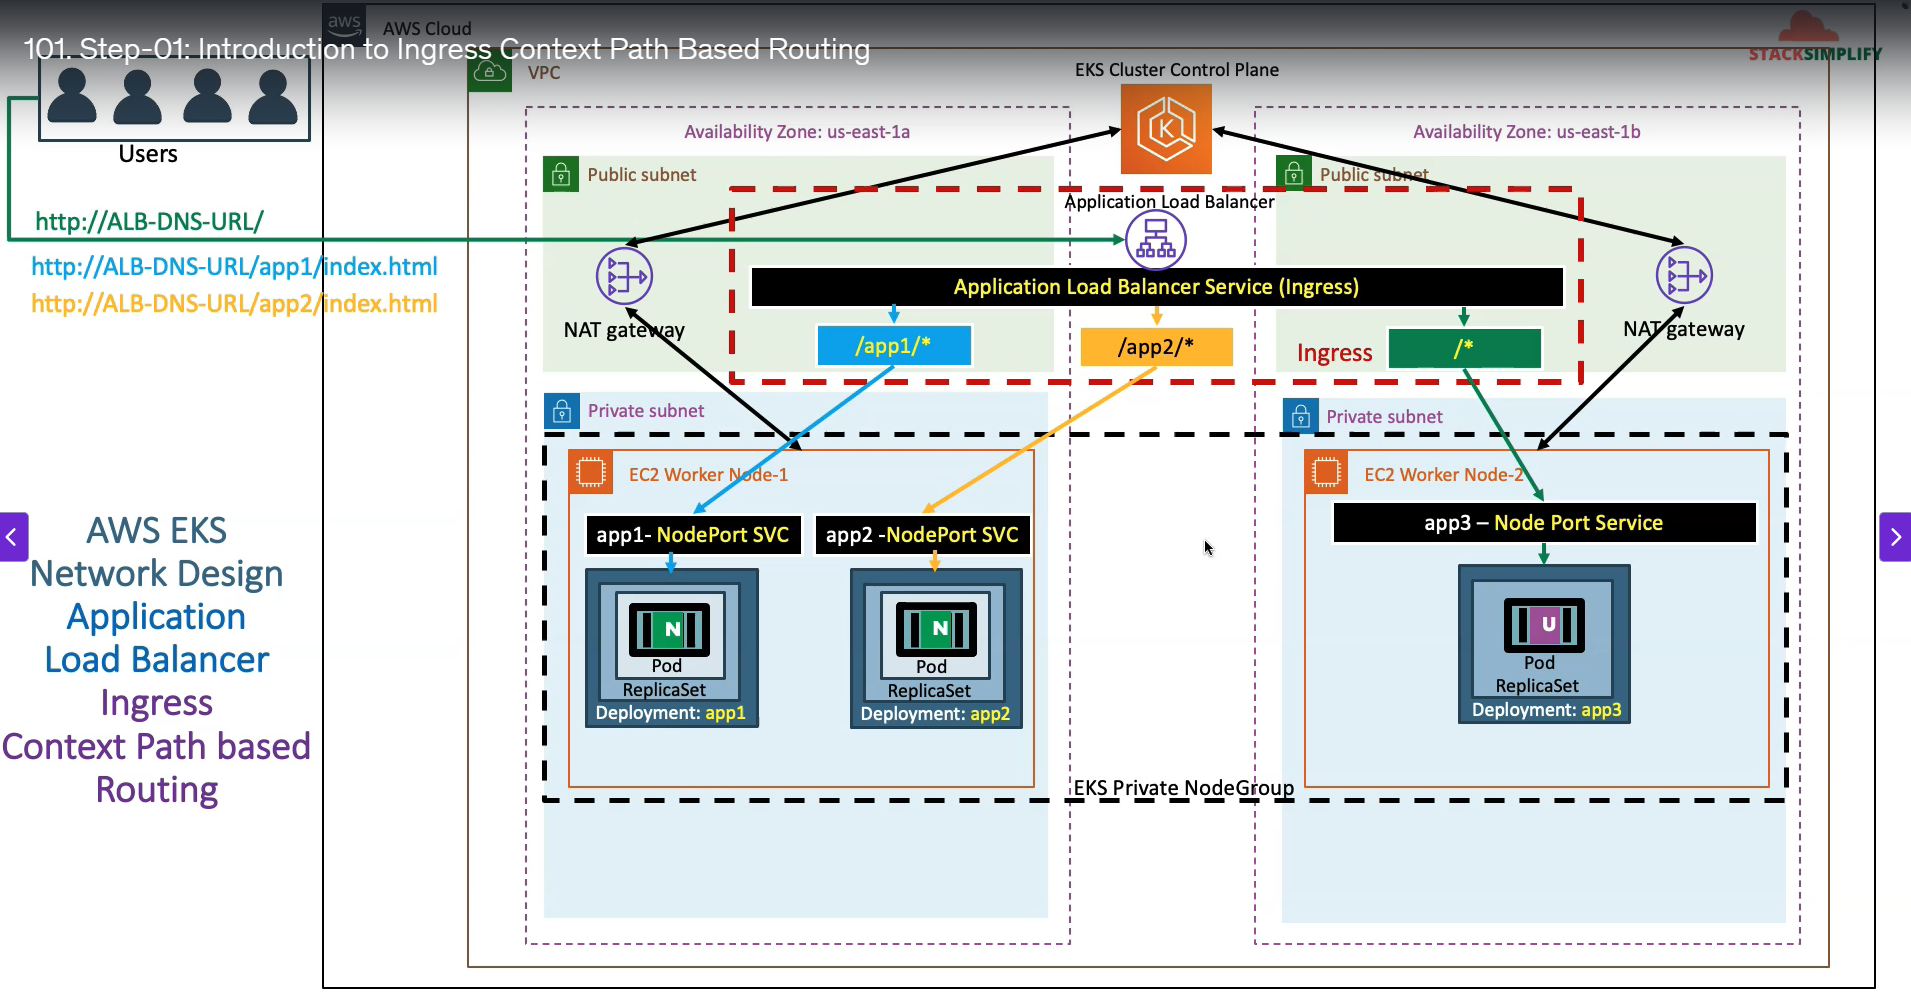 101. Step-01: Introduction to Ingress Context Path Based Routing
aws
AWS Cloud
STACKSIMPLIFY
VPC
EKS Cluster Control Plane
Users
Availability Zone: us-east-1a
Availability Zone: us-east-1b
Public subnet
Public subnet
Application Load Balancer
http://ALB-DNS-URL/
http://ALB-DNS-URL/app1/index.html
http://ALB-DNS-URL/app2/index.html
Application Load Balancer Service (Ingress)
NAT gateway
NAT gateway
/app1/*
/app2/*
Ingress
/*
Private subnet
Private subnet
EC2 Worker Node-1
EC2 Worker Node-2
K
app1- NodePort SVC
app2 -NodePort SVC
app3 – Node Port Service
N
Pod
ReplicaSet
Deployment: app1
N
Pod
ReplicaSet
Deployment: app2
U
Pod
ReplicaSet
Deployment: app3
EKS Private NodeGroup
AWS EKS
Network Design
Application
Load Balancer
Ingress
Context Path based
Routing